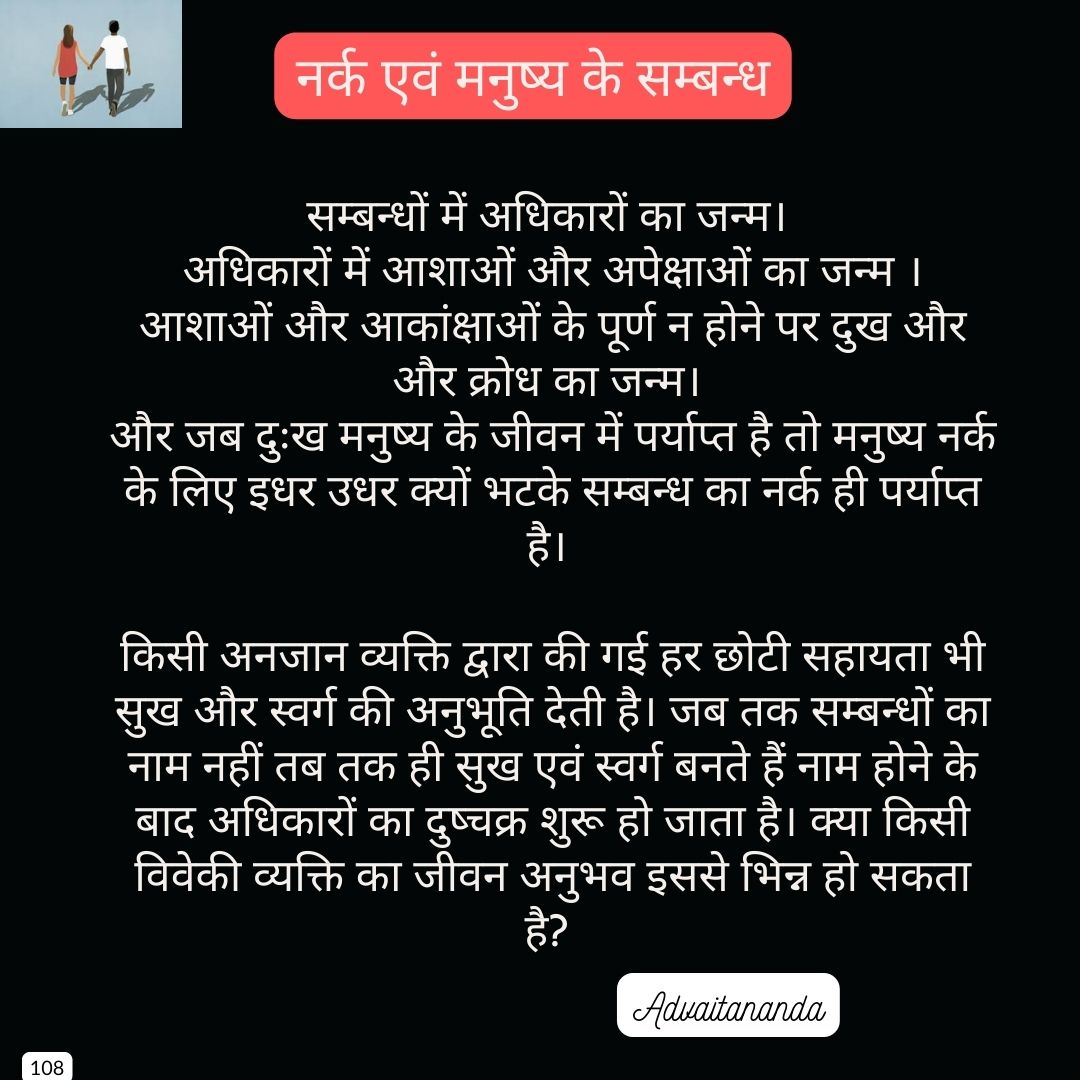 नर्क एवं मनुष्य के सम्बन्ध
सम्बन्धों में अधिकारों का जन्म।
अधिकारों में आशाओं और अपेक्षाओं का जन्म ।
आशाओं और आकांक्षाओं के पूर्ण न होने पर दुख और
और क्रोध का जन्म।
और जब दुःख मनुष्य के जीवन में पर्याप्त है तो मनुष्य नर्क
के लिए इधर उधर क्यों भटके सम्बन्ध का नर्क ही पर्याप्त
है।
किसी अनजान व्यक्ति द्वारा की गई हर छोटी सहायता भी
सुख और स्वर्ग की अनुभूति देती है। जब तक सम्बन्धों का
नाम नहीं तब तक ही सुख एवं स्वर्ग बनते हैं नाम होने के
बाद अधिकारों का दुष्चक्र शुरू हो जाता है। क्या किसी
विवेकी व्यक्ति का जीवन अनुभव इससे भिन्न हो सकता
है?
Advaitananda
108